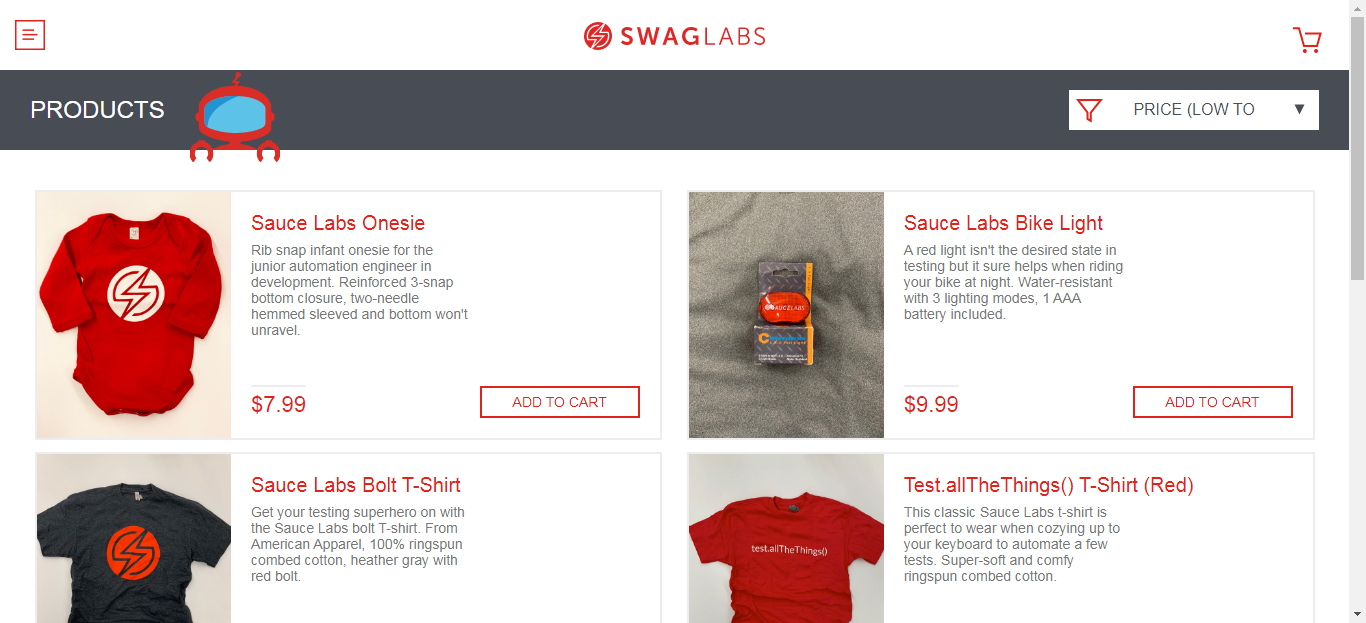 SWAGLABS
PRODUCTS
PRICE (LOW TO
Sauce Labs Onesie
Rib snap infant onesie for the
junior automation engineer in
development. Reinforced 3-snap
bottom closure, two-needle
hemmed sleeved and bottom won't
unravel.
$7.99
ADD TO CART
SAUCELABS
Sauce Labs Bike Light
A red light isn't the desired state in
testing but it sure helps when riding
your bike at night. Water-resistant
with 3 lighting modes, 1 AAA
battery included.
$9.99
ADD TO CART
Sauce Labs Bolt T-Shirt
Get your testing superhero on with
the Sauce Labs bolt T-shirt. From
American Apparel, 100% ringspun
combed cotton, heather gray with
red bolt.
test.allTheThings()
Test.allTheThings() T-Shirt (Red)
This classic Sauce Labs t-shirt is
perfect to wear when cozying up to
your keyboard to automate a few
tests. Super-soft and comfy
ringspun combed cotton.